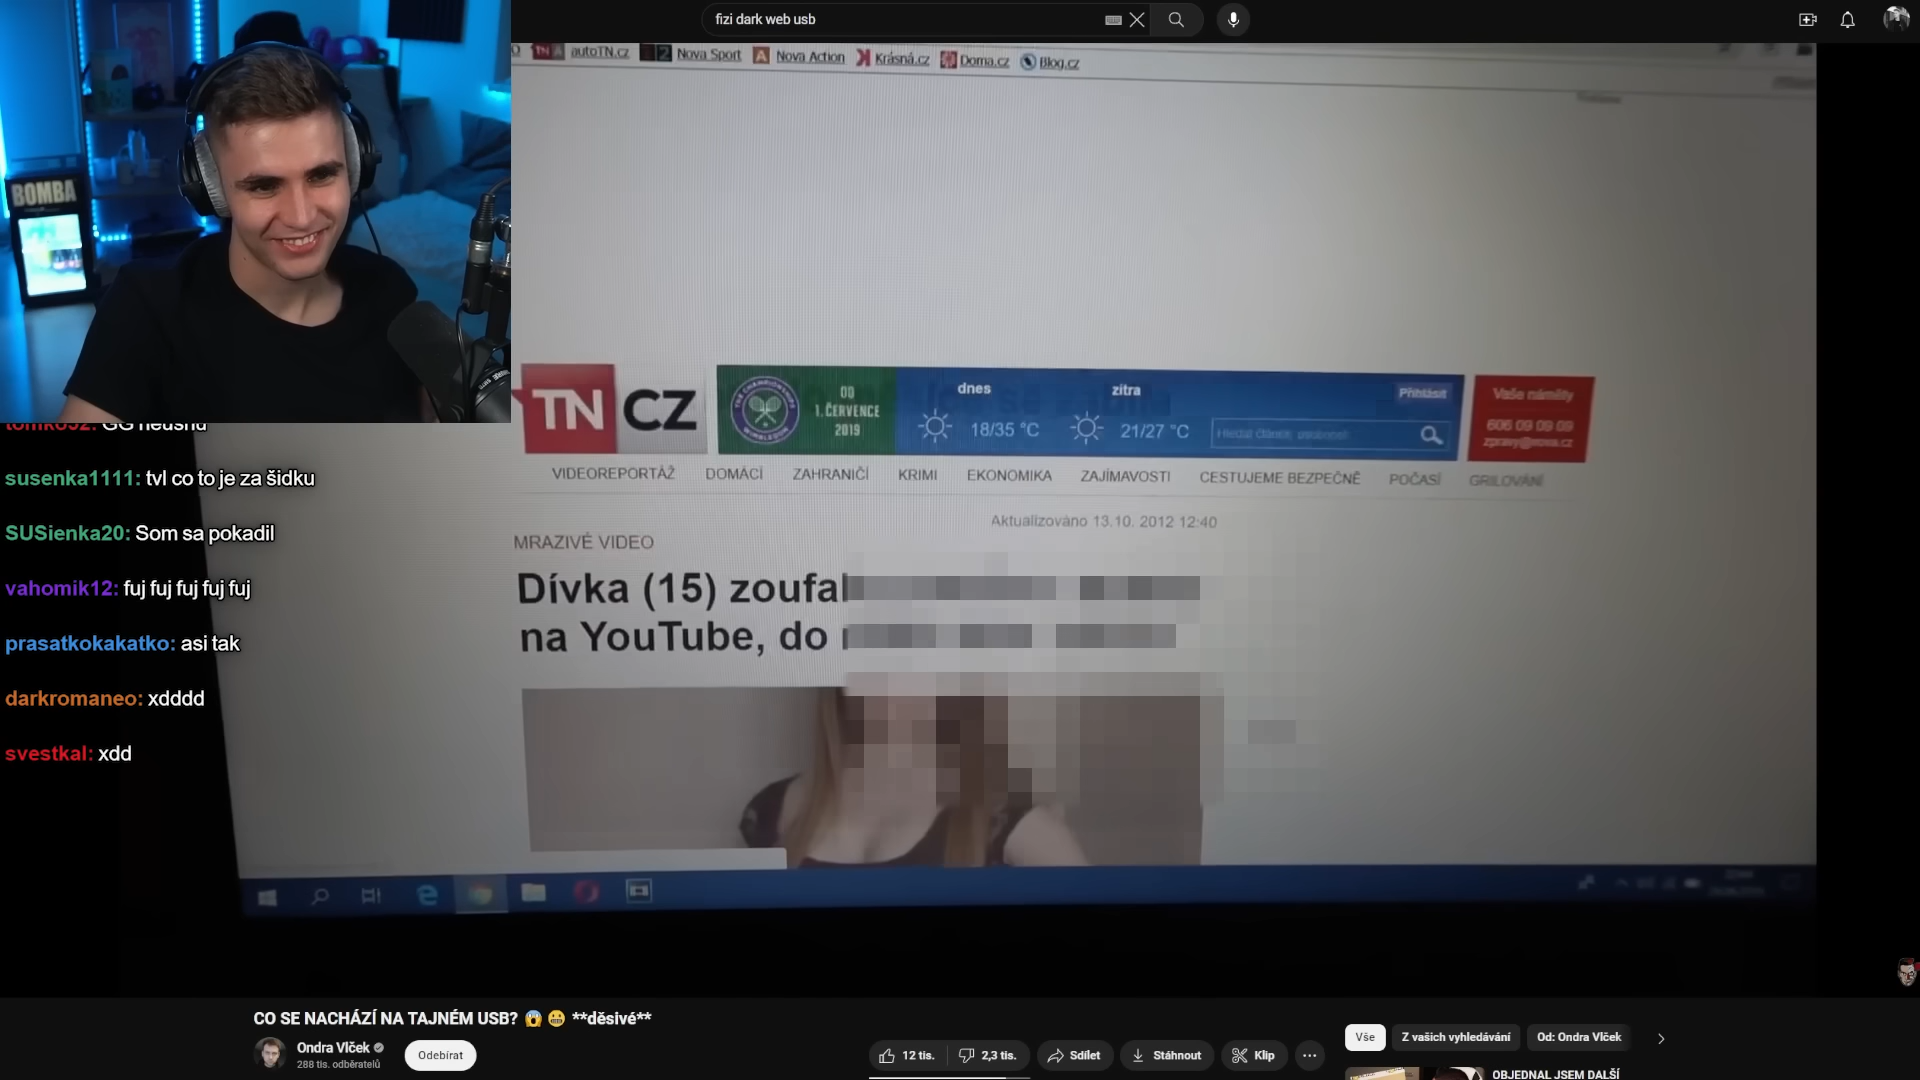 fizi dark web usb
BOMBA
autoTN.cz
Nova Sport
Nova Action
Krásná.cz
Doma.cz
Blog.cz
TN CZ
OD
1. ČERVENCE
2019
dnes
18/35 °C
zítra
21/27 °C
Přihlásit
Vaše náměty
606 09 09 09
zpravy@nova.cz
VIDEOREPORTÁŽ
DOMÁCÍ
ZAHRANIČÍ
KRIMI
EKONOMIKA
ZAJÍMAVOSTI
CESTUJEME BEZPEČNĚ
POČASÍ
GRILOVÁNÍ
Aktualizováno 13.10. 2012 12:40
MRAZIVÉ VIDEO
Dívka (15) zoufal
na YouTube, do
susenka1111: tvl co to je za šidku
SUSienka20: Som sa pokadil
vahomik12: fuj fuj fuj fuj fuj
prasatkokakatko: asi tak
darkromaneo: xdddd
svestkal: xdd
CO SE NACHÁZÍ NA TAJNÉM USB? 😱 😬 **děsivé**
Ondra Vlček
288 tis. odběratelů
Odebírat
12 tis.
2,3 tis.
Sdílet
Stáhnout
Klip
Vše
Z vašich vyhledávání
Od: Ondra Vlček
OBJEDNAL JSEM DALŠÍ